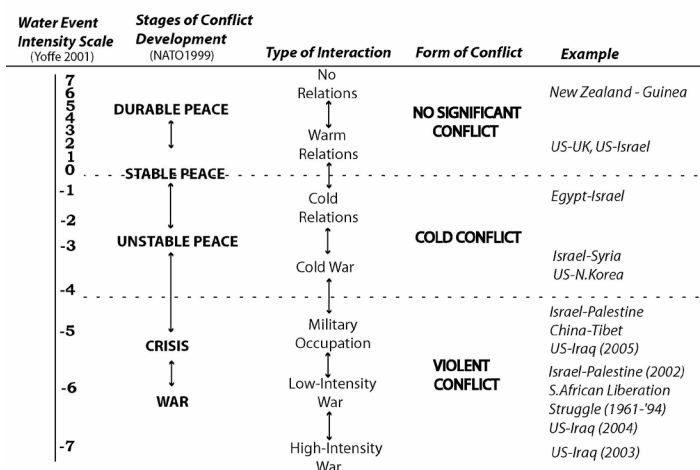 Water Event
Intensity Scale
(Yoffe 2001)
Stages of Conflict
Development
(NATO1999)
Type of Interaction
Form of Conflict
Example
7
6
5
4
3
2
1
0
-1
-2
-3
-4
-5
-6
-7
DURABLE PEACE
STABLE PEACE
UNSTABLE PEACE
CRISIS
WAR
No
Relations
Warm
Relations
Cold
Relations
Cold War
Military
Occupation
Low-Intensity
War
High-Intensity
War
NO SIGNIFICANT
CONFLICT
COLD CONFLICT
VIOLENT
CONFLICT
New Zealand - Guinea
US-UK, US-Israel
Egypt-Israel
Israel-Syria
US-N.Korea
Israel-Palestine
China-Tibet
US-Iraq (2005)
Israel-Palestine (2002)
S.African Liberation
Struggle (1961-'94)
US-Iraq (2004)
US-Iraq (2003)